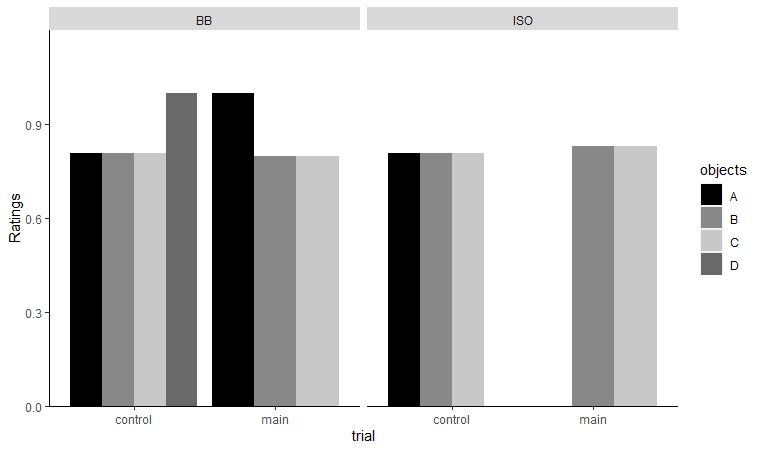 BB
ISO
Ratings
0.9
0.6
0.3
0.0
control
main
control
main
trial
objects
A
B
C
D